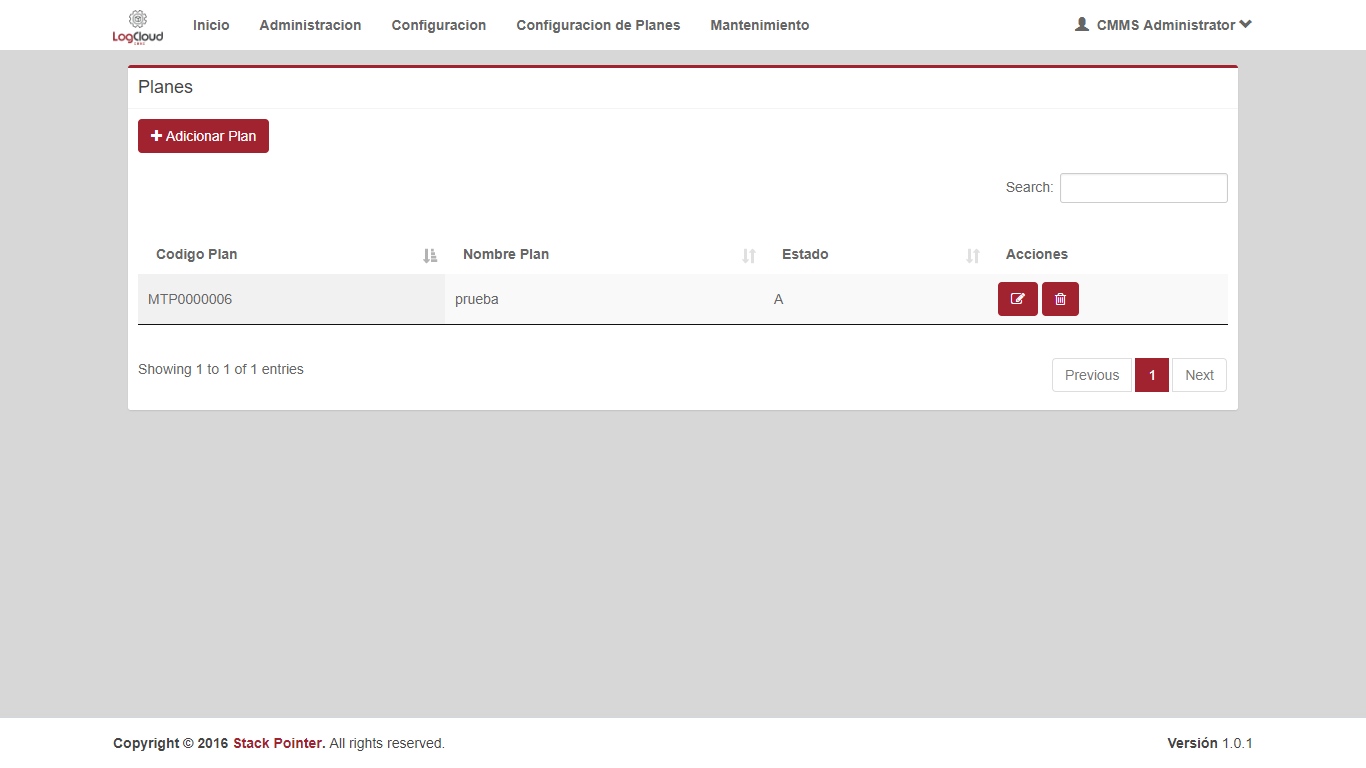 LogCloud
CMMS
Inicio Administracion Configuracion Configuracion de Planes Mantenimiento CMMS Administrator
Planes
Adicionar Plan
Search:
Codigo Plan Nombre Plan Estado Acciones
MTP0000006 prueba A
Showing 1 to 1 of 1 entries
Previous 1 Next
Copyright © 2016 Stack Pointer. All rights reserved. Versión 1.0.1